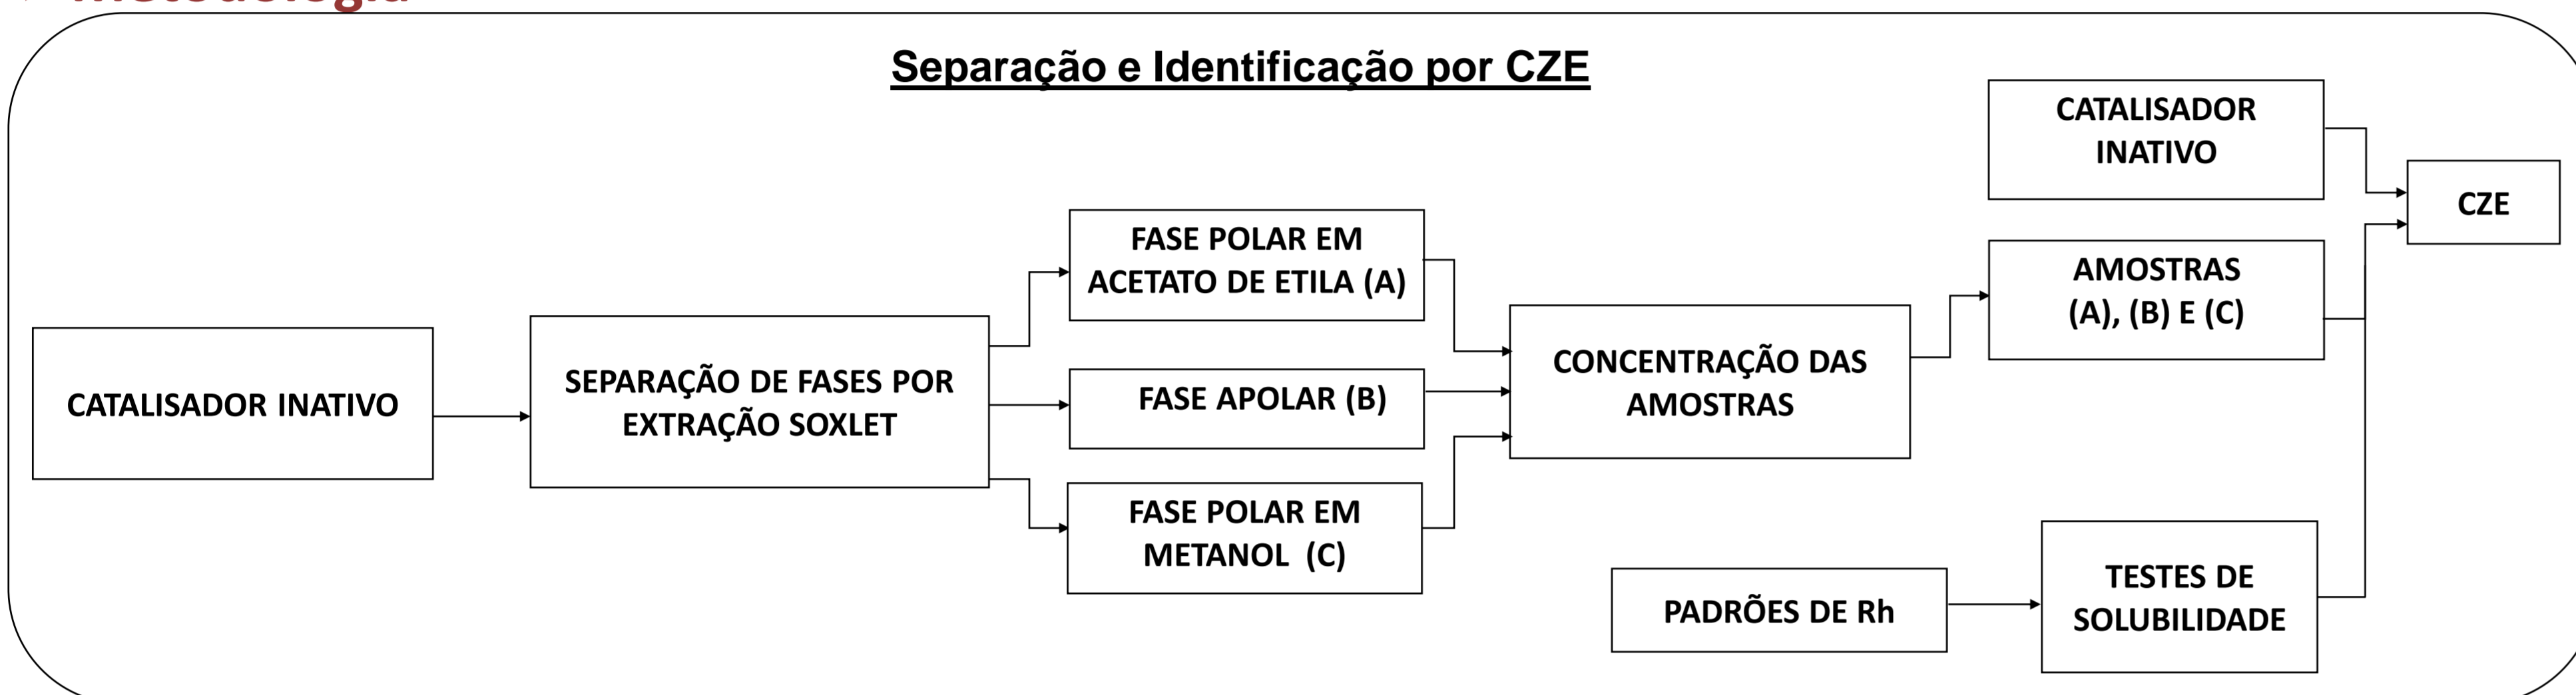 Metodologia
Separação e Identificação por CZE
CATALISADOR
INATIVO
CZE
FASE POLAR EM
ACETATO DE ETILA (A)
AMOSTRAS
(A), (B) E (C)
CATALISADOR INATIVO
SEPARAÇÃO DE FASES POR
EXTRAÇÃO SOXLET
FASE APOLAR (B)
CONCENTRAÇÃO DAS
AMOSTRAS
FASE POLAR EM
METANOL (C)
PADRÕES DE Rh
TESTES DE
SOLUBILIDADE